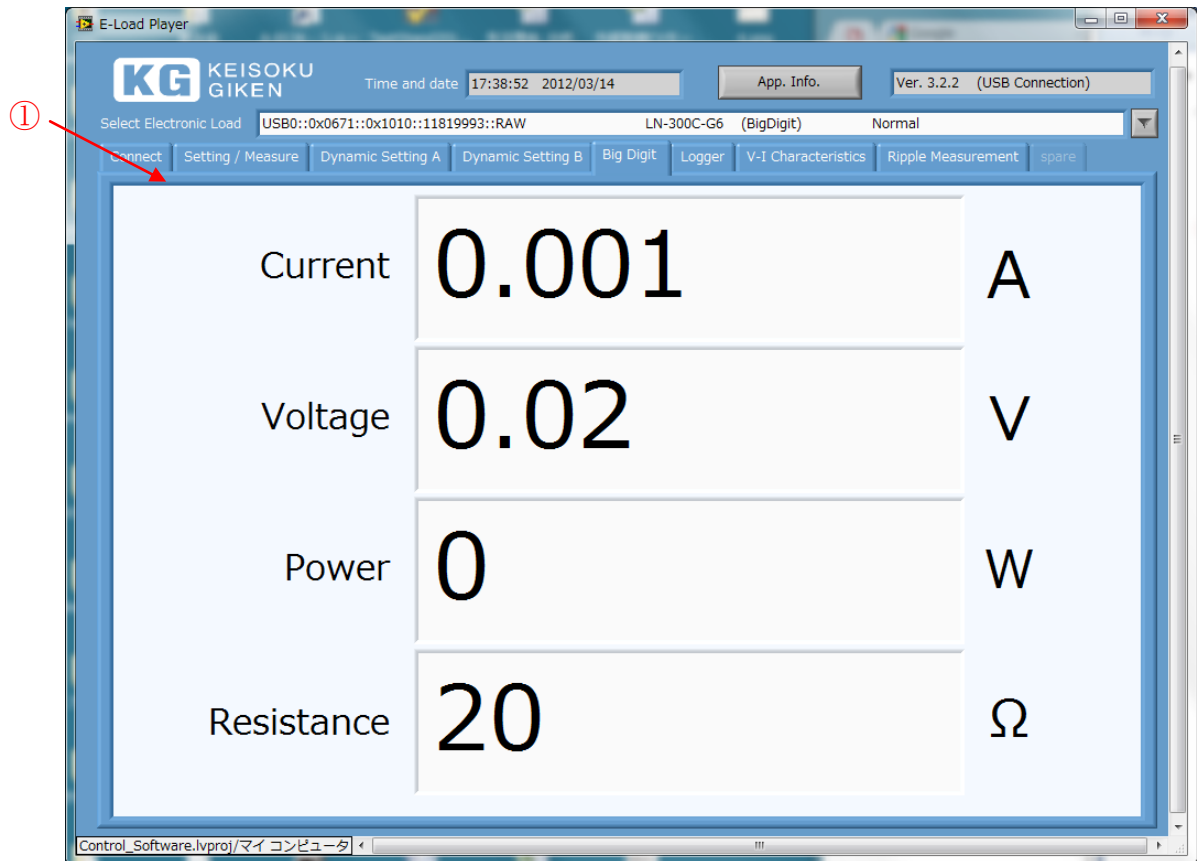 E-Load Player
KG KEISOKU GIKEN
Time and date 17:38:52 2012/03/14
App. Info.
Ver. 3.2.2 (USB Connection)
①
Select Electronic Load USB0::0x0671::0x1010::11819993::RAW LN-300C-G6 (BigDigit) Normal
Connect Setting / Measure Dynamic Setting A Dynamic Setting B Big Digit Logger V-I Characteristics Ripple Measurement spare
Current 0.001 A
Voltage 0.02 V
Power 0 W
Resistance 20 Ω
Control_Software.lvproj/マイ コンピュータ